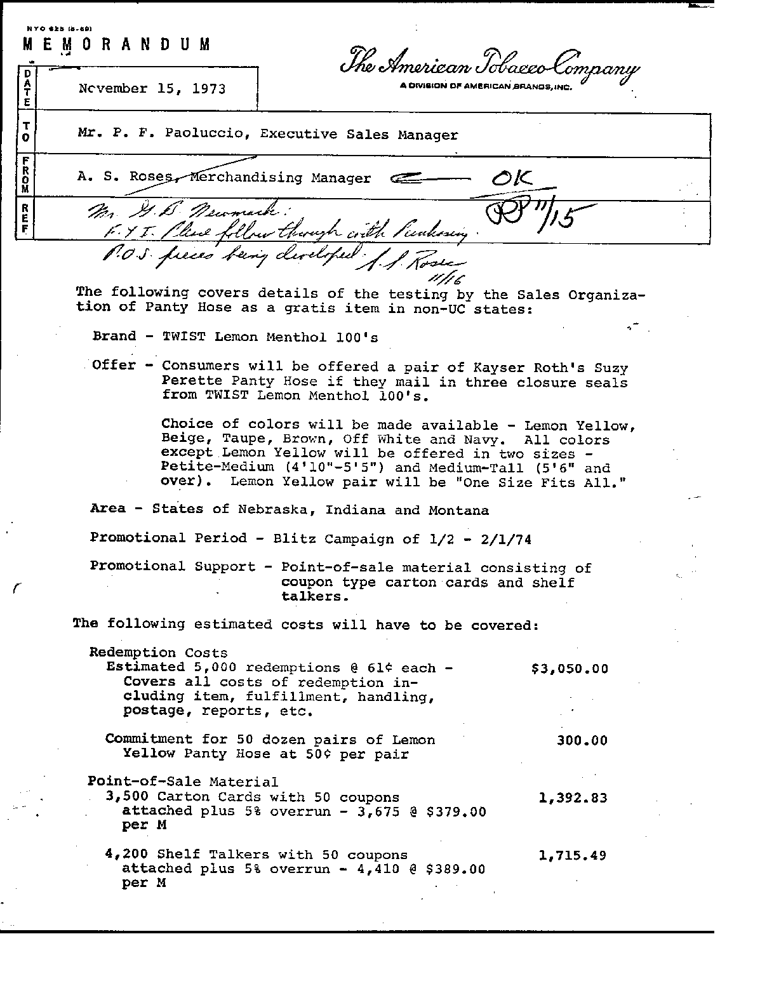 NYO 625 (5-69)
MEMORANDUM
The American Tobacco Company
A DIVISION OF AMERICAN BRANDS, INC.
DATE
November 15, 1973
TO
Mr. P. F. Paoluccio, Executive Sales Manager
FROM
A. S. Roses, Merchandising Manager OK
11/15
REF
Mr. G. B Newmark:
F.Y.I. Please follow through with Purchasing.
P.O.S. pieces being developed. Roses
11/16
The following covers details of the testing by the Sales Organiza-
tion of Panty Hose as a gratis item in non-UC states:
Brand - TWIST Lemon Menthol 100's
Offer - Consumers will be offered a pair of Kayser Roth's Suzy
Perette Panty Hose if they mail in three closure seals
from TWIST Lemon Menthol 100's.
Choice of colors will be made available - Lemon Yellow,
Beige, Taupe, Brown, Off White and Navy. All colors
except Lemon Yellow will be offered in two sizes -
Petite-Medium (4'10"-5'5") and Medium-Tall (5'6" and
over). Lemon Yellow pair will be "One Size Fits All."
Area - States of Nebraska, Indiana and Montana
Promotional Period - Blitz Campaign of 1/2 - 2/1/74
Promotional Support - Point-of-sale material consisting of
coupon type carton cards and shelf
talkers.
The following estimated costs will have to be covered:
Redemption Costs
Estimated 5,000 redemptions @ 61¢ each - $3,050.00
Covers all costs of redemption in-
cluding item, fulfillment, handling,
postage, reports, etc.
Commitment for 50 dozen pairs of Lemon 300.00
Yellow Panty Hose at 50¢ per pair
Point-of-Sale Material
3,500 Carton Cards with 50 coupons 1,392.83
attached plus 5% overrun - 3,675 @ $379.00
per M
4,200 Shelf Talkers with 50 coupons 1,715.49
attached plus 5% overrun - 4,410 @ $389.00
per M